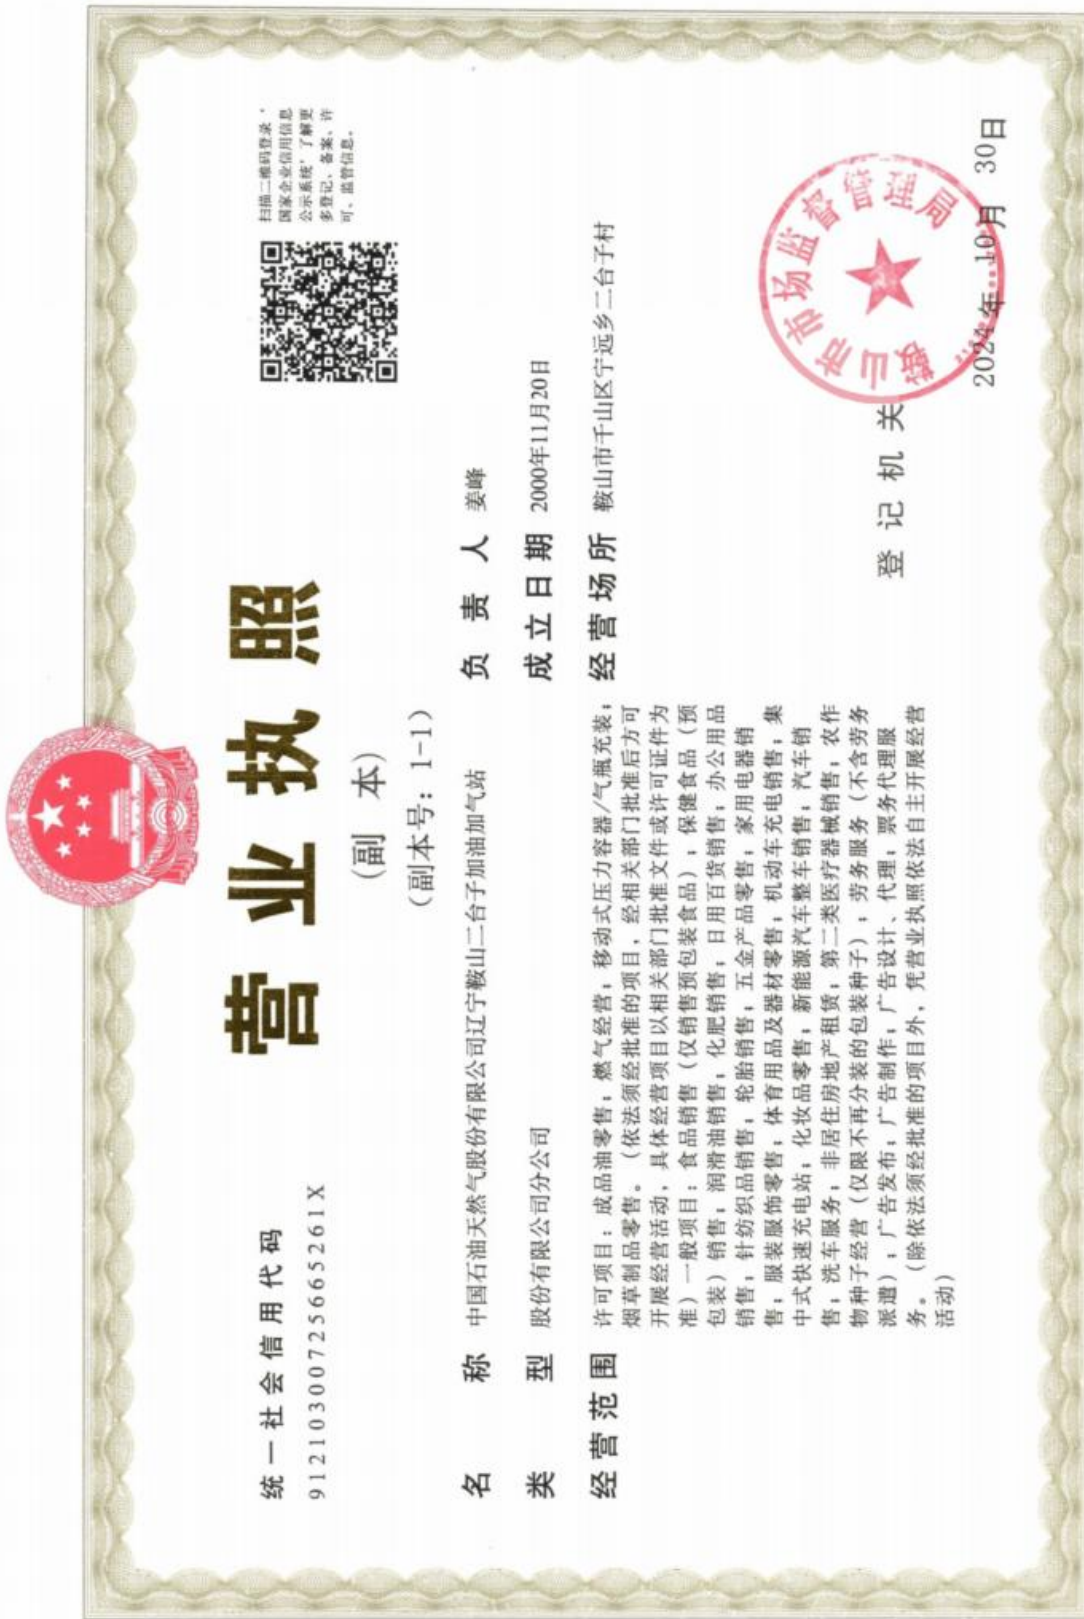 营业执照
(副 本)
(副本号：1-1)
统一社会信用代码
91210300725665261X
扫描二维码登录‘
国家企业信用信息
公示系统’了解更
多登记、备案、许
可、监管信息。
名 称 中国石油天然气股份有限公司辽宁鞍山二台子加油加气站
类 型 股份有限公司分公司
经营范围 许可项目：成品油零售；燃气经营；移动式压力容器/气瓶充装；
烟草制品零售。（依法须经批准的项目，经相关部门批准后方可
开展经营活动，具体经营项目以相关部门批准文件或许可证件为
准）一般项目：食品销售（仅销售预包装食品），保健食品（预
包装）销售；润滑油销售；化肥销售；日用百货销售；办公用品
销售；针纺织品销售；轮胎销售；五金产品零售；家用电器销
售；服装服饰零售；体育用品及器材零售；机动车充电销售；集
中式快速充电站；化妆品零售；新能源汽车整车销售；汽车销
售；洗车服务；非居住房地产租赁；第二类医疗器械销售；农作
物种子经营（仅限不再分装的包装种子），劳务服务（不含劳务
派遣）；广告发布；广告制作；广告设计、代理；票务代理服
务。（除依法须经批准的项目外，凭营业执照依法自主开展经营
活动）
负 责 人 姜峰
成立日期 2000年11月20日
经营场所 鞍山市千山区宁远乡二台子村
登记机关
鞍山市市场监督管理局
2024年 10月 30日